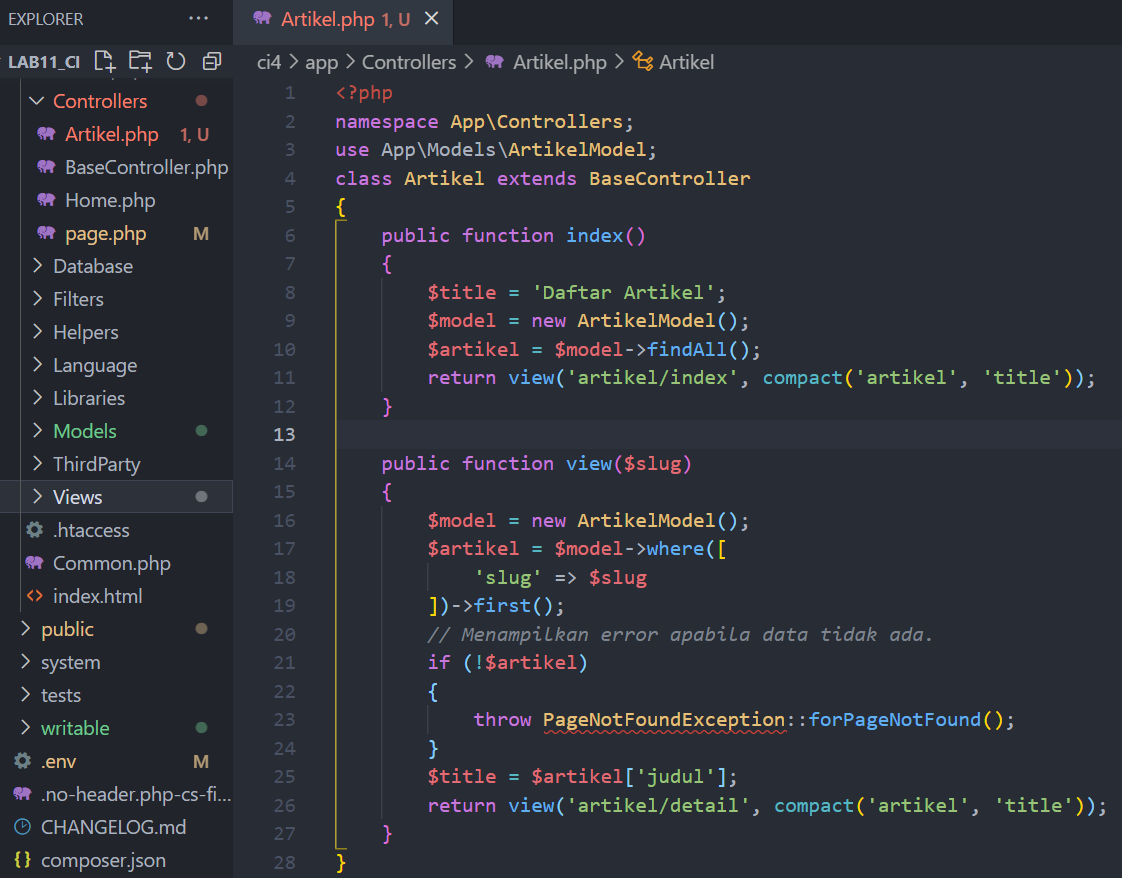 EXPLORER ···
LAB11_CI
Controllers
Artikel.php 1, U
BaseController.php
Home.php
page.php M
Database
Filters
Helpers
Language
Libraries
Models
ThirdParty
Views
.htaccess
Common.php
index.html
public
system
tests
writable
.env M
.no-header.php-cs-fi...
CHANGELOG.md
composer.json
Artikel.php 1, U
ci4 > app > Controllers > Artikel.php > Artikel
1 <?php
2 namespace App\Controllers;
3 use App\Models\ArtikelModel;
4 class Artikel extends BaseController
5 {
6 public function index()
7 {
8 $title = 'Daftar Artikel';
9 $model = new ArtikelModel();
10 $artikel = $model->findAll();
11 return view('artikel/index', compact('artikel', 'title'));
12 }
13
14 public function view($slug)
15 {
16 $model = new ArtikelModel();
17 $artikel = $model->where([
18 'slug' => $slug
19 ])->first();
20 // Menampilkan error apabila data tidak ada.
21 if (!$artikel)
22 {
23 throw PageNotFoundException::forPageNotFound();
24 }
25 $title = $artikel['judul'];
26 return view('artikel/detail', compact('artikel', 'title'));
27 }
28 }